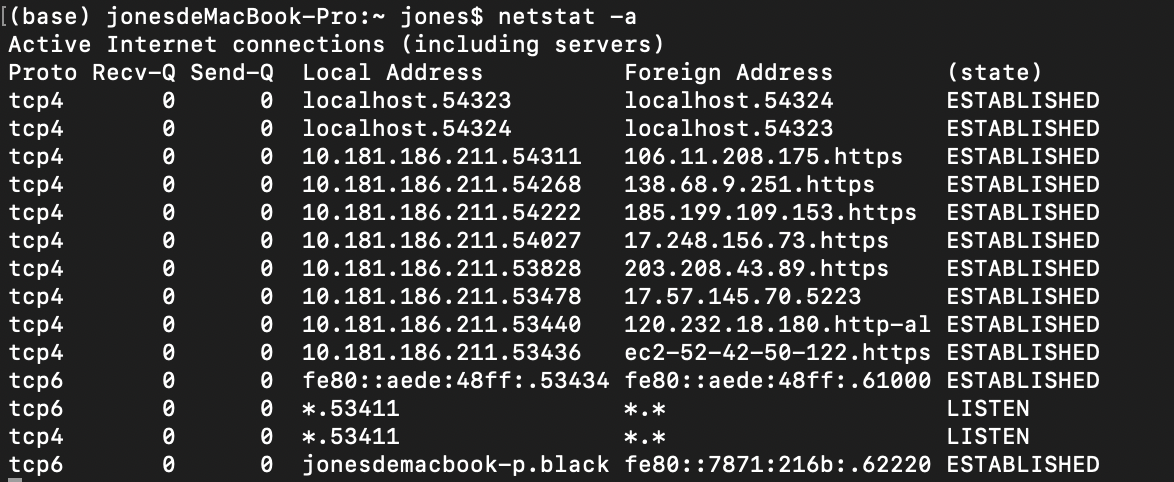 [(base) jonesdeMacBook-Pro:~ jones$ netstat -a
Active Internet connections (including servers)
Proto Recv-Q Send-Q  Local Address          Foreign Address        (state)
tcp4       0      0  localhost.54323        localhost.54324        ESTABLISHED
tcp4       0      0  localhost.54324        localhost.54323        ESTABLISHED
tcp4       0      0  10.181.186.211.54311   106.11.208.175.https   ESTABLISHED
tcp4       0      0  10.181.186.211.54268   138.68.9.251.https     ESTABLISHED
tcp4       0      0  10.181.186.211.54222   185.199.109.153.https  ESTABLISHED
tcp4       0      0  10.181.186.211.54027   17.248.156.73.https    ESTABLISHED
tcp4       0      0  10.181.186.211.53828   203.208.43.89.https    ESTABLISHED
tcp4       0      0  10.181.186.211.53478   17.57.145.70.5223      ESTABLISHED
tcp4       0      0  10.181.186.211.53440   120.232.18.180.http-al ESTABLISHED
tcp4       0      0  10.181.186.211.53436   ec2-52-42-50-122.https ESTABLISHED
tcp6       0      0  fe80::aede:48ff:.53434 fe80::aede:48ff:.61000 ESTABLISHED
tcp6       0      0  *.53411                *.*                    LISTEN
tcp4       0      0  *.53411                *.*                    LISTEN
tcp6       0      0  jonesdemacbook-p.black fe80::7871:216b:.62220 ESTABLISHED